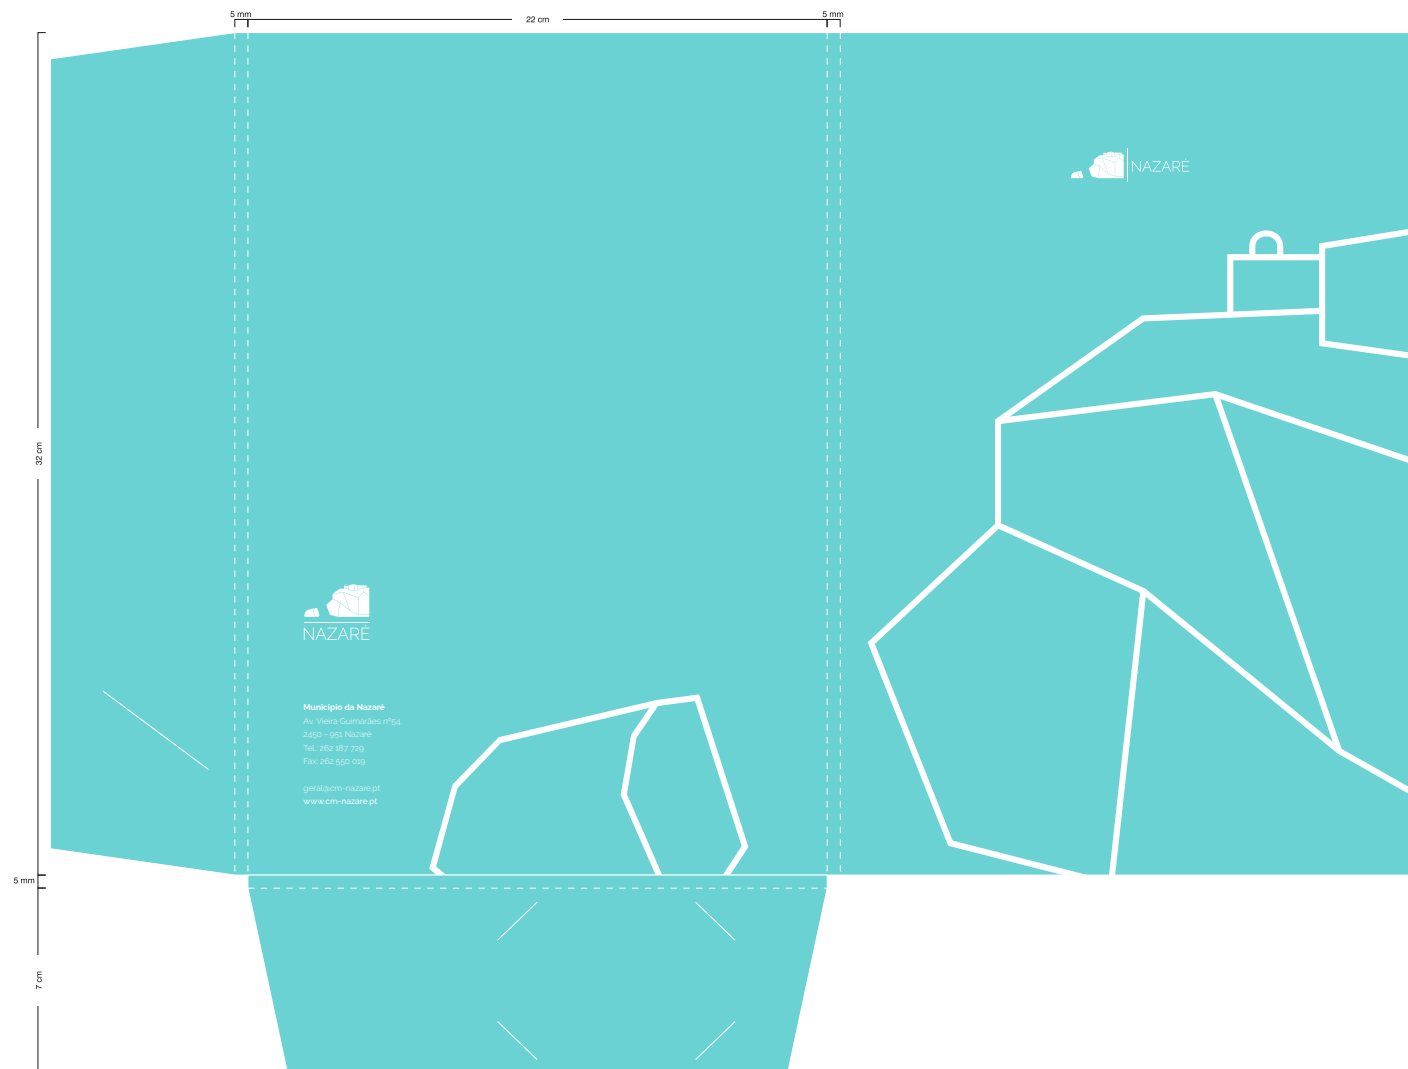 5 mm
22 cm
5 mm
NAZARÉ
32 cm
NAZARÉ
Município da Nazaré
Av. Vieira Guimarães nº54,
2450 - 951 Nazaré
Tel.: 262 187 729
Fax: 262 550 019
geral@cm-nazare.pt
www.cm-nazare.pt
5 mm
7 cm